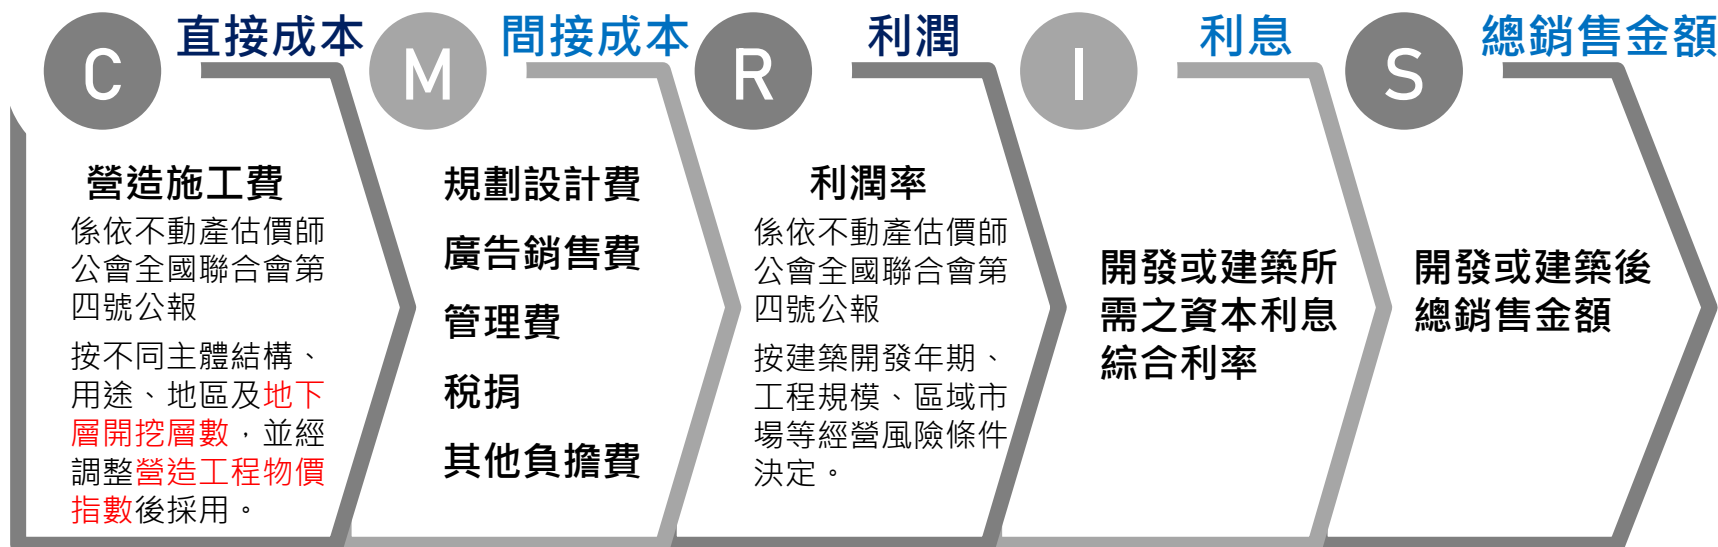 C
直接成本
營造施工費
係依不動產估價師
公會全國聯合會第
四號公報
按不同主體結構、
用途、地區及地下
層開挖層數，並經
調整營造工程物價
指數後採用。
M
間接成本
規劃設計費
廣告銷售費
管理費
稅捐
其他負擔費
R
利潤
利潤率
係依不動產估價師
公會全國聯合會第
四號公報
按建築開發年期、
工程規模、區域市
場等經營風險條件
決定。
I
利息
開發或建築所
需之資本利息
綜合利率
S
總銷售金額
開發或建築後
總銷售金額